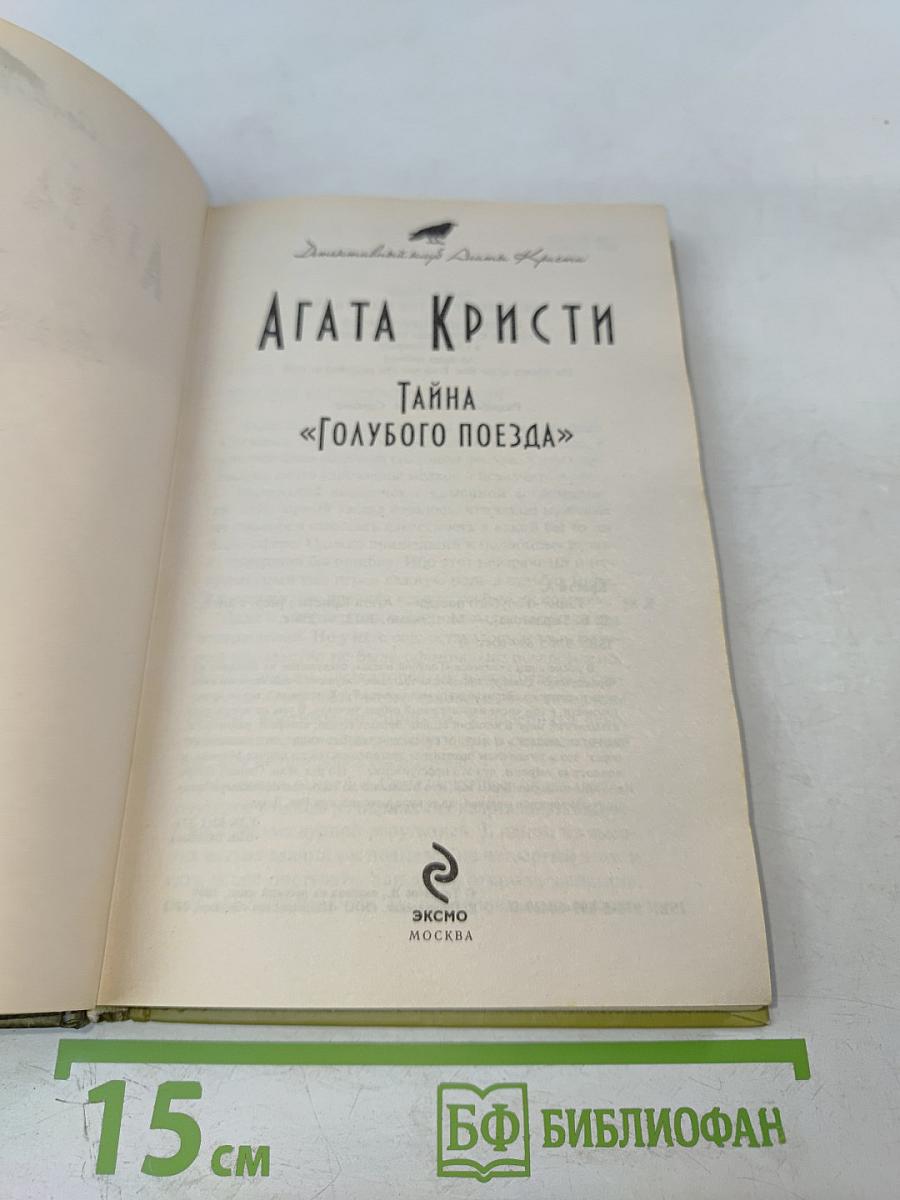 Детективный клуб Агаты Кристи
АГАТА КРИСТИ
ТАЙНА
«ГОЛУБОГО ПОЕЗДА»
ЭКСМО
МОСКВА
15 см
БФ БИБЛИОФАН